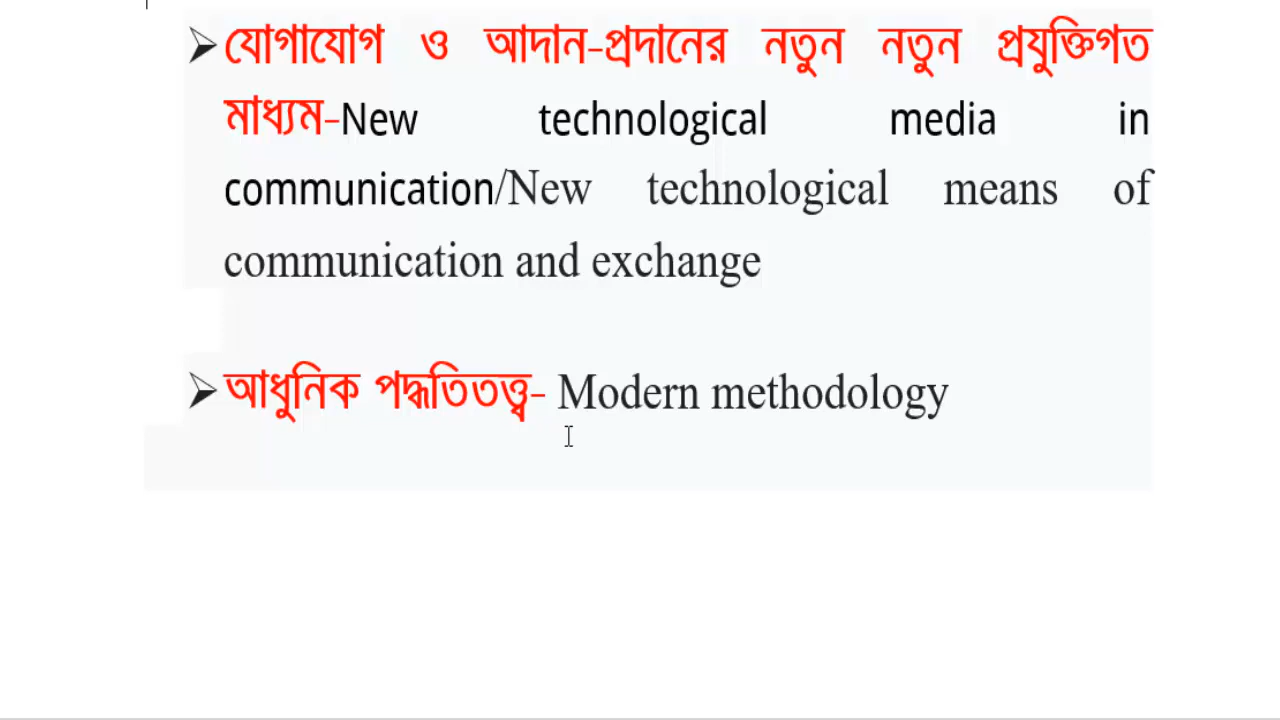 ➢ যোগাযোগ ও আদান-প্রদানের নতুন নতুন প্রযুক্তিগত
মাধ্যম-New technological media in
communication/New technological means of
communication and exchange
➢ আধুনিক পদ্ধতিতত্ত্ব- Modern methodology